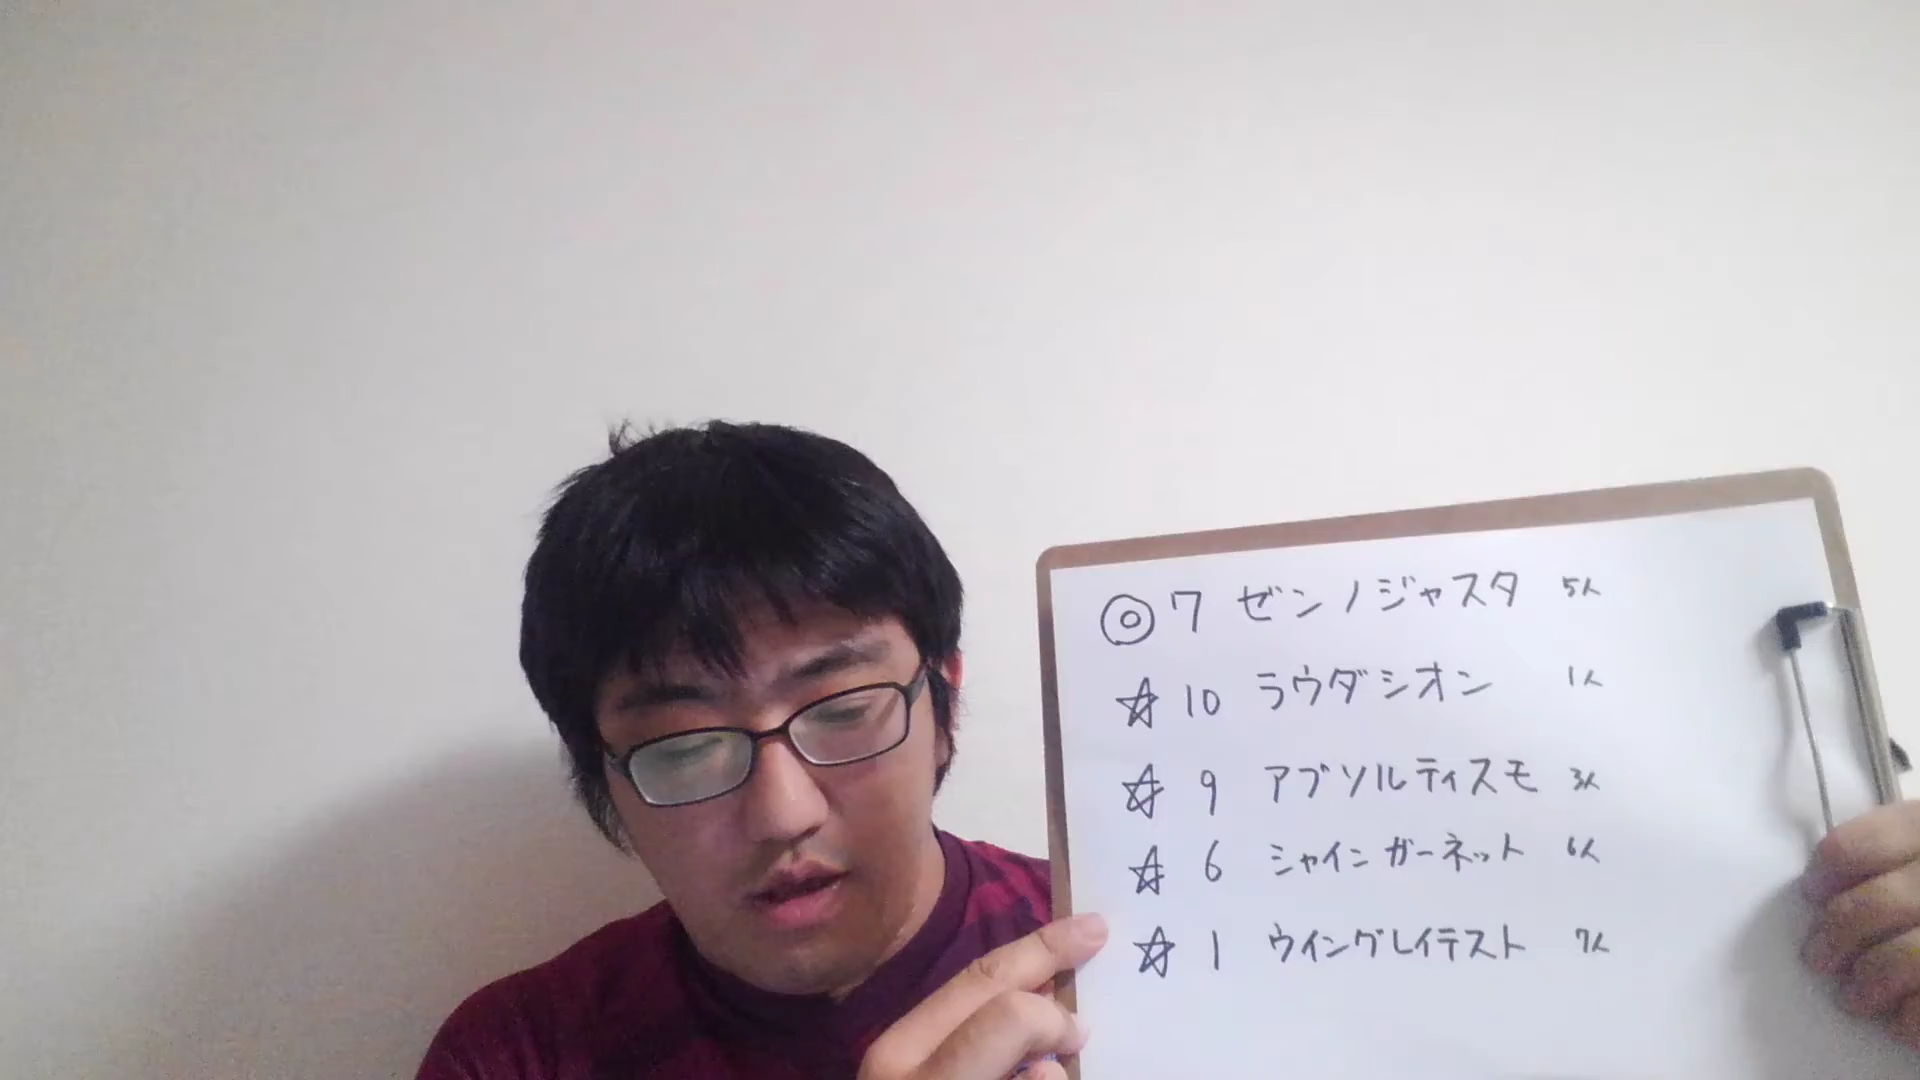 ◎ 7 ゼンノジャスタ 5人
☆ 10 ラウダシオン 1人
☆ 9 アブソルティスモ 3人
☆ 6 シャインガーネット 6人
☆ 1 ウイングレイテスト 7人